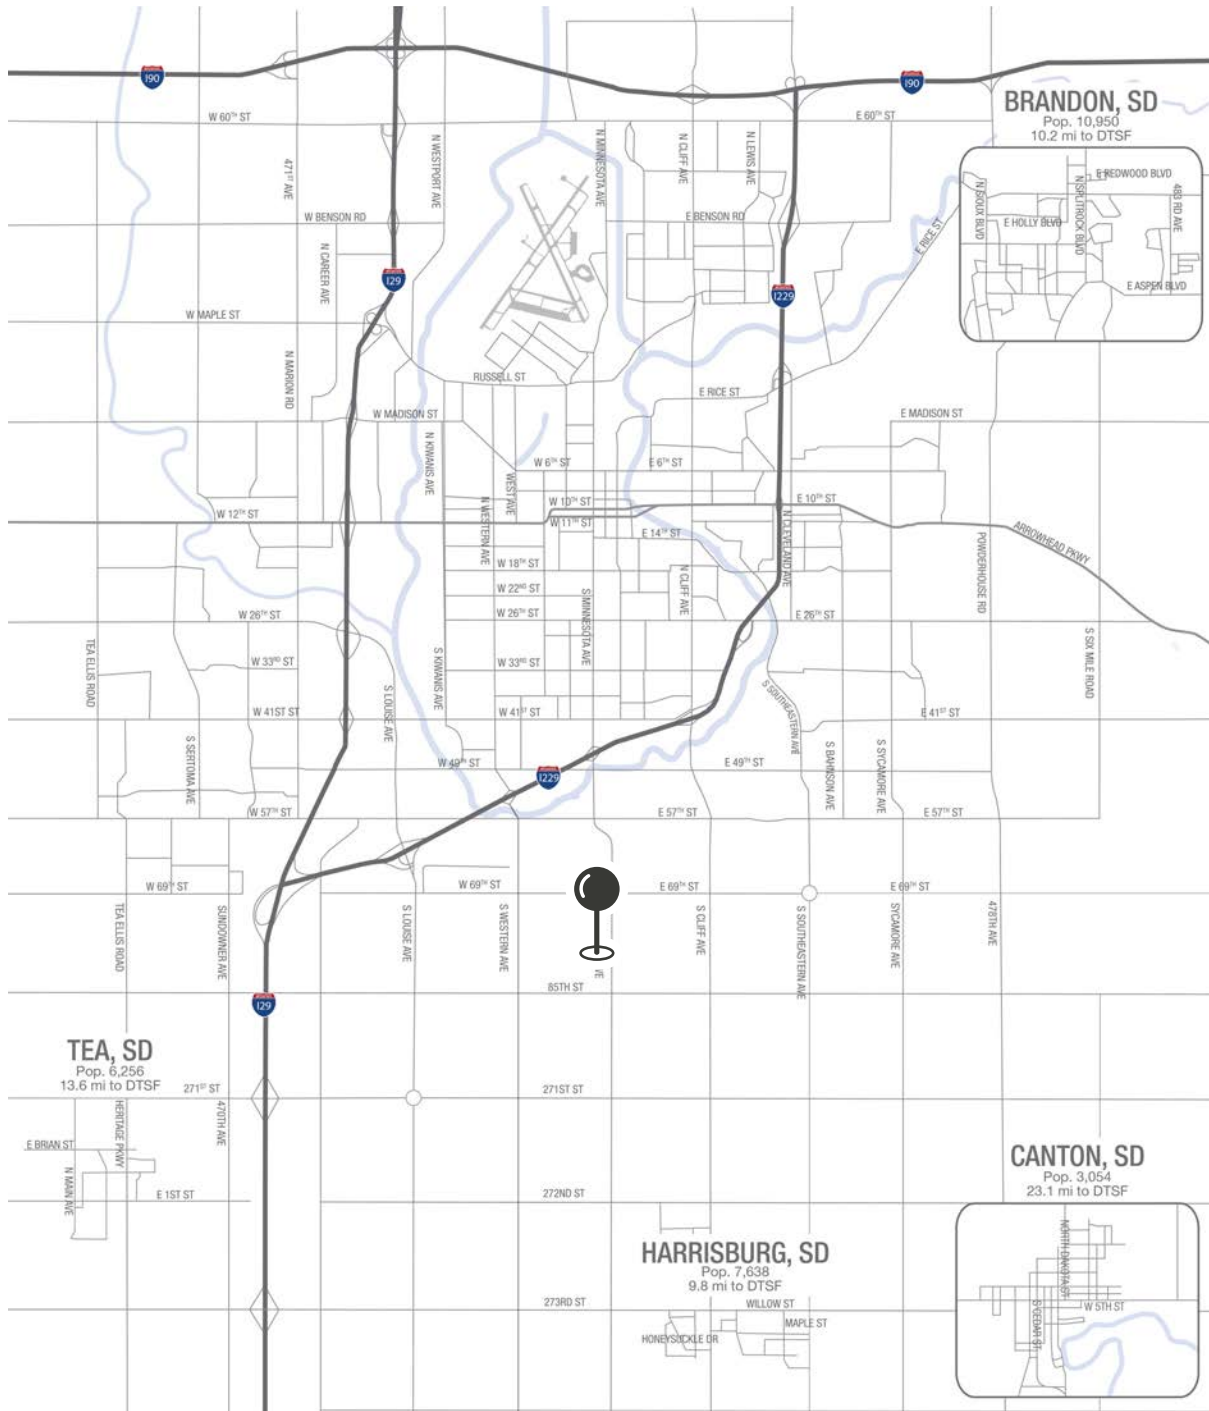 I90
I90
BRANDON, SD
Pop. 10,950
10.2 mi to DTSF
W 60TH ST
E 60TH ST
N WESTPORT AVE
N MINNESOTA AVE
N CLIFF AVE
N LEWIS AVE
471ST AVE
E REDWOOD BLVD
N SIOUX BLVD
N SPLITROCK BLVD
483 RD AVE
E HOLLY BLVD
E ASPEN BLVD
W BENSON RD
E BENSON RD
E RICE ST
N CAREER AVE
I29
I229
W MAPLE ST
N MARION RD
RUSSELL ST
E RICE ST
W MADISON ST
E MADISON ST
N KIWANIS AVE
W 6TH ST
E 6TH ST
WEST AVE
N WESTERN AVE
W 10TH ST
E 10TH ST
W 12TH ST
W 11TH ST
E 14TH ST
N CLEVELAND AVE
ARROWHEAD PKWY
POWDERHOUSE RD
W 18TH ST
N CLIFF AVE
W 22ND ST
S MINNESOTA AVE
W 26TH ST
W 26TH ST
E 26TH ST
TEA ELLIS ROAD
S KIWANIS AVE
S SIX MILE ROAD
W 33RD ST
W 33RD ST
S LOUISE AVE
S SOUTHEASTERN AVE
W 41ST ST
W 41ST ST
E 41ST ST
S SERTOMA AVE
S BAHNSON AVE
S SYCAMORE AVE
W 49TH ST
E 49TH ST
I229
W 57TH ST
E 57TH ST
E 57TH ST
W 69TH ST
W 69TH ST
E 69TH ST
E 69TH ST
TEA ELLIS ROAD
SUNDOWNER AVE
S LOUISE AVE
S WESTERN AVE
S CLIFF AVE
S SOUTHEASTERN AVE
SYCAMORE AVE
478TH AVE
VE
85TH ST
I29
TEA, SD
Pop. 6,256
13.6 mi to DTSF
271ST ST
271ST ST
HERITAGE PKWY
470TH AVE
E BRIAN ST
N MAIN AVE
E 1ST ST
272ND ST
CANTON, SD
Pop. 3,054
23.1 mi to DTSF
NORTH DAKOTA ST
W 5TH ST
S CEDAR ST
HARRISBURG, SD
Pop. 7,638
9.8 mi to DTSF
273RD ST
WILLOW ST
MAPLE ST
HONEYSUCKLE DR